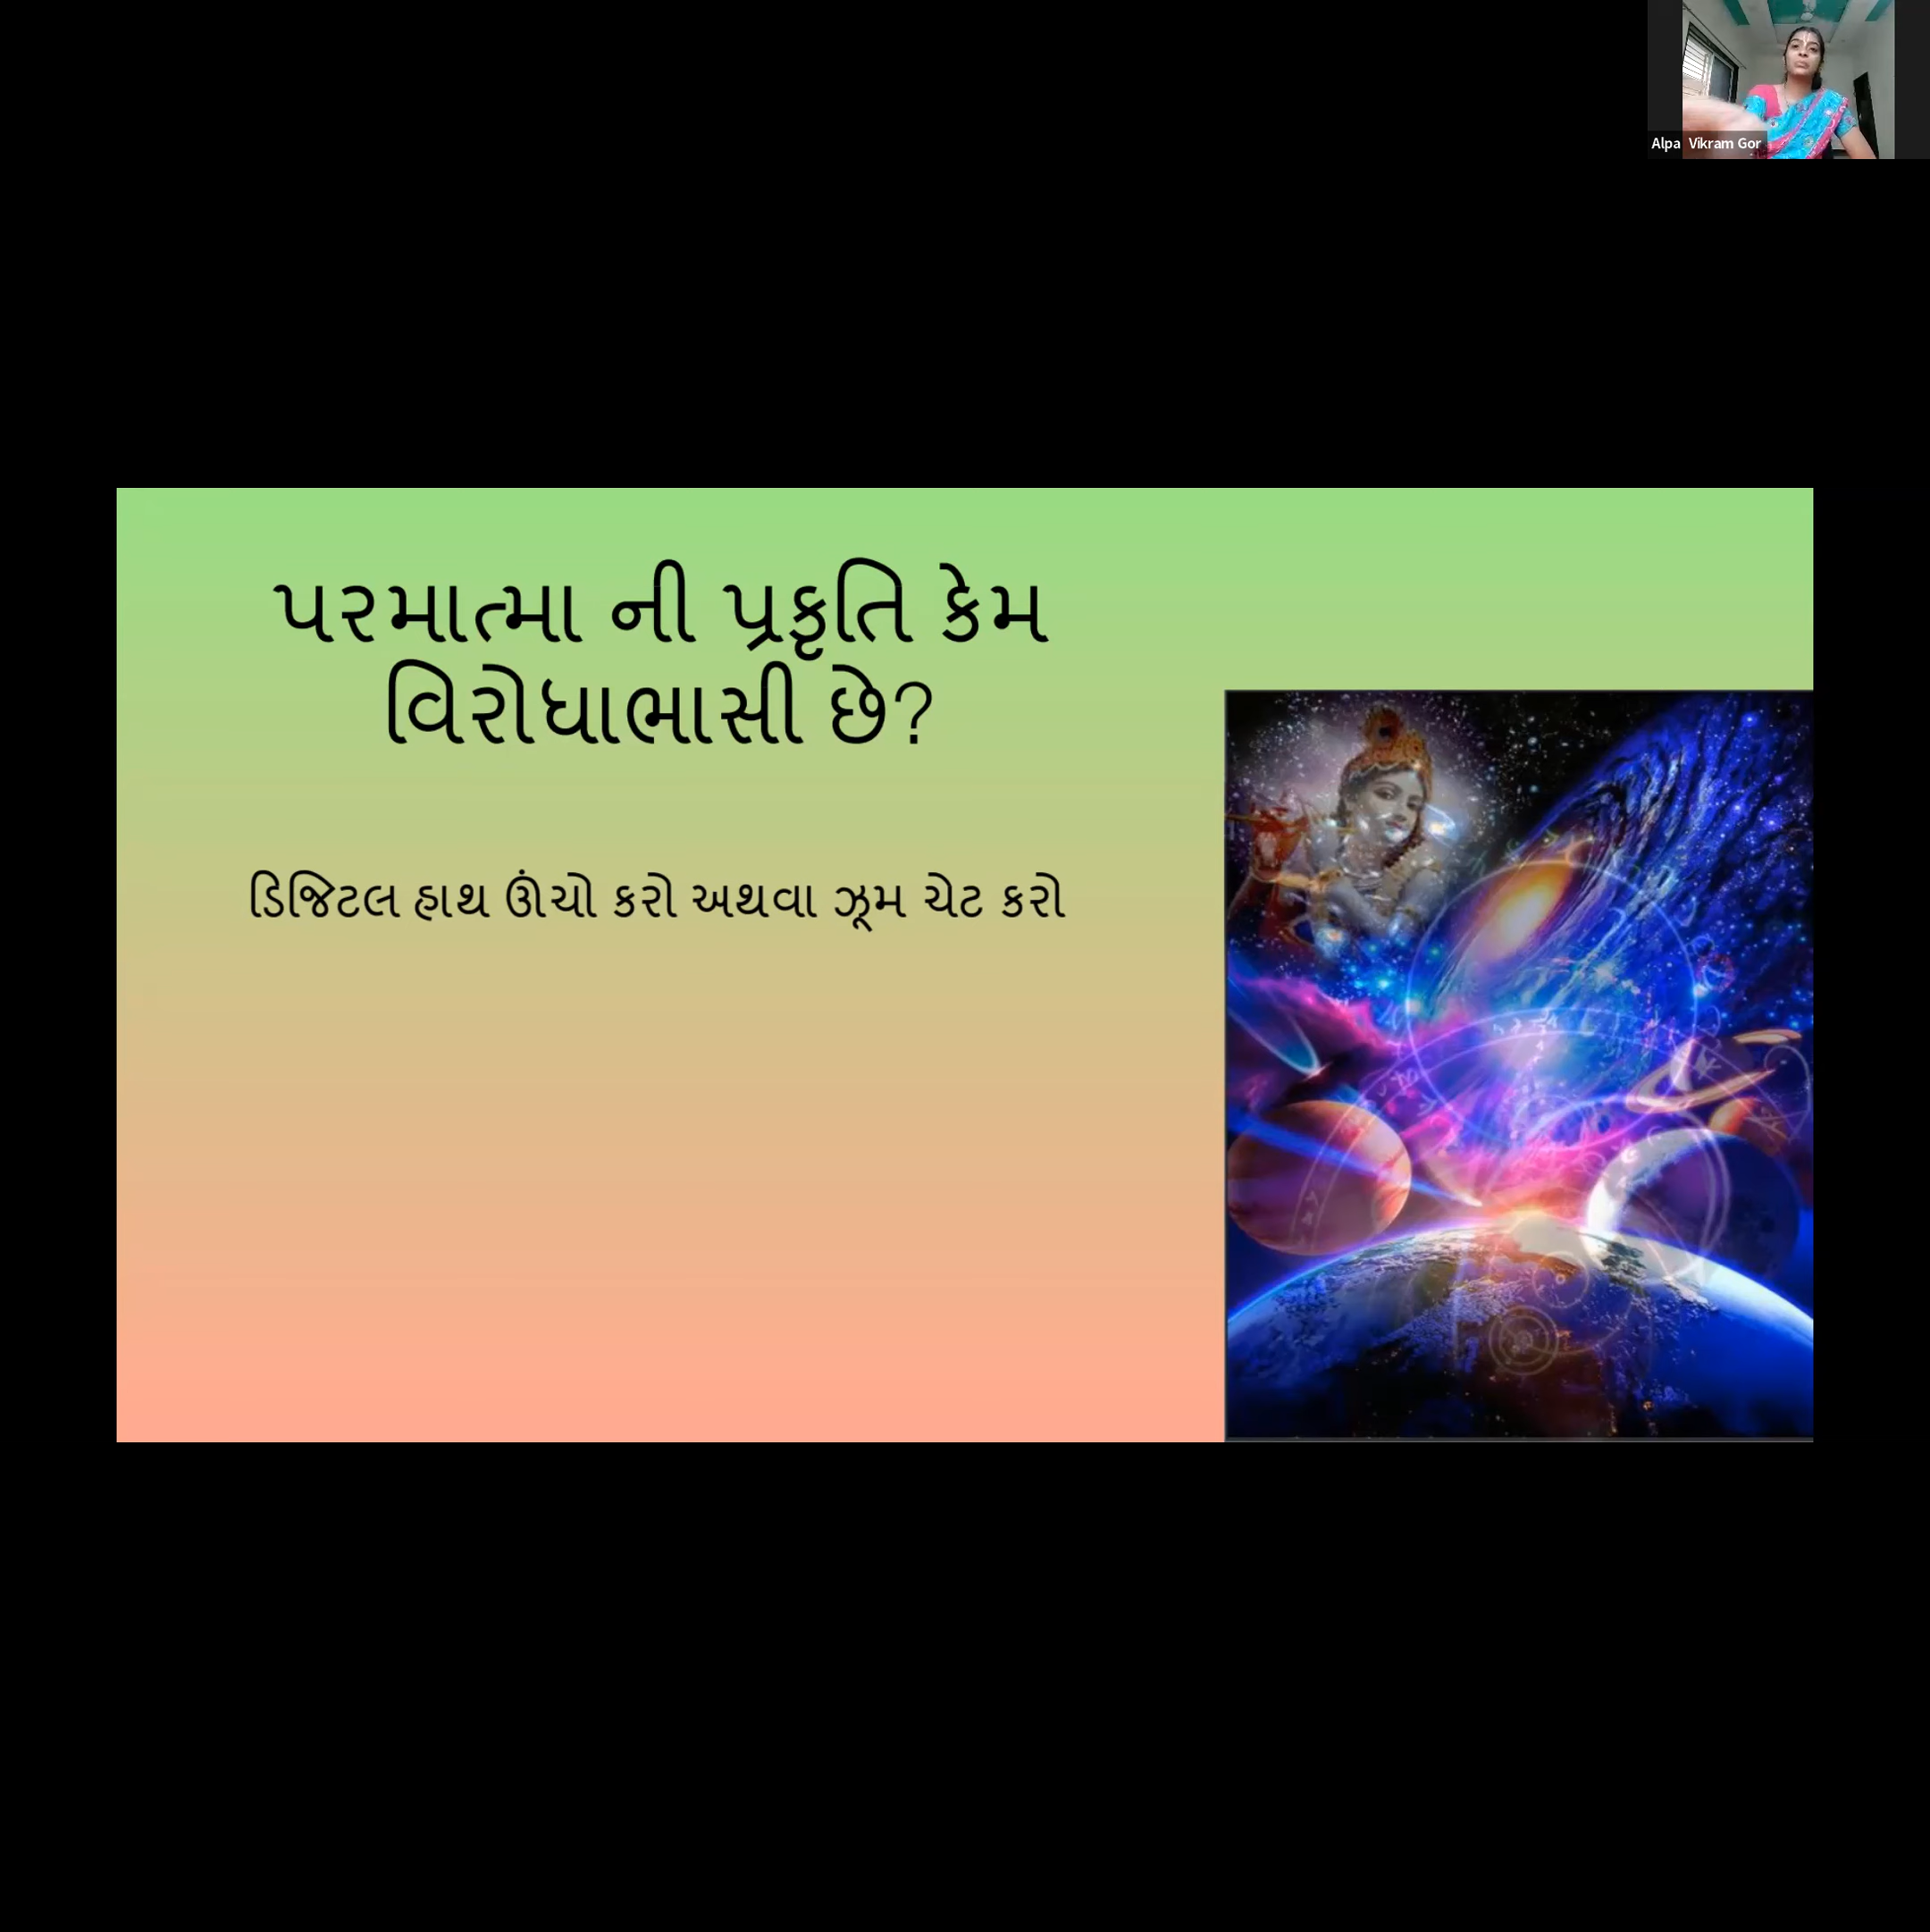 Alpa Vikram Gor
પરમાત્મા ની પ્રકૃતિ કેમ
વિરોધાભાસી છે?
ડિજિટલ હાથ ઊંચો કરો અથવા ઝૂમ ચેટ કરો